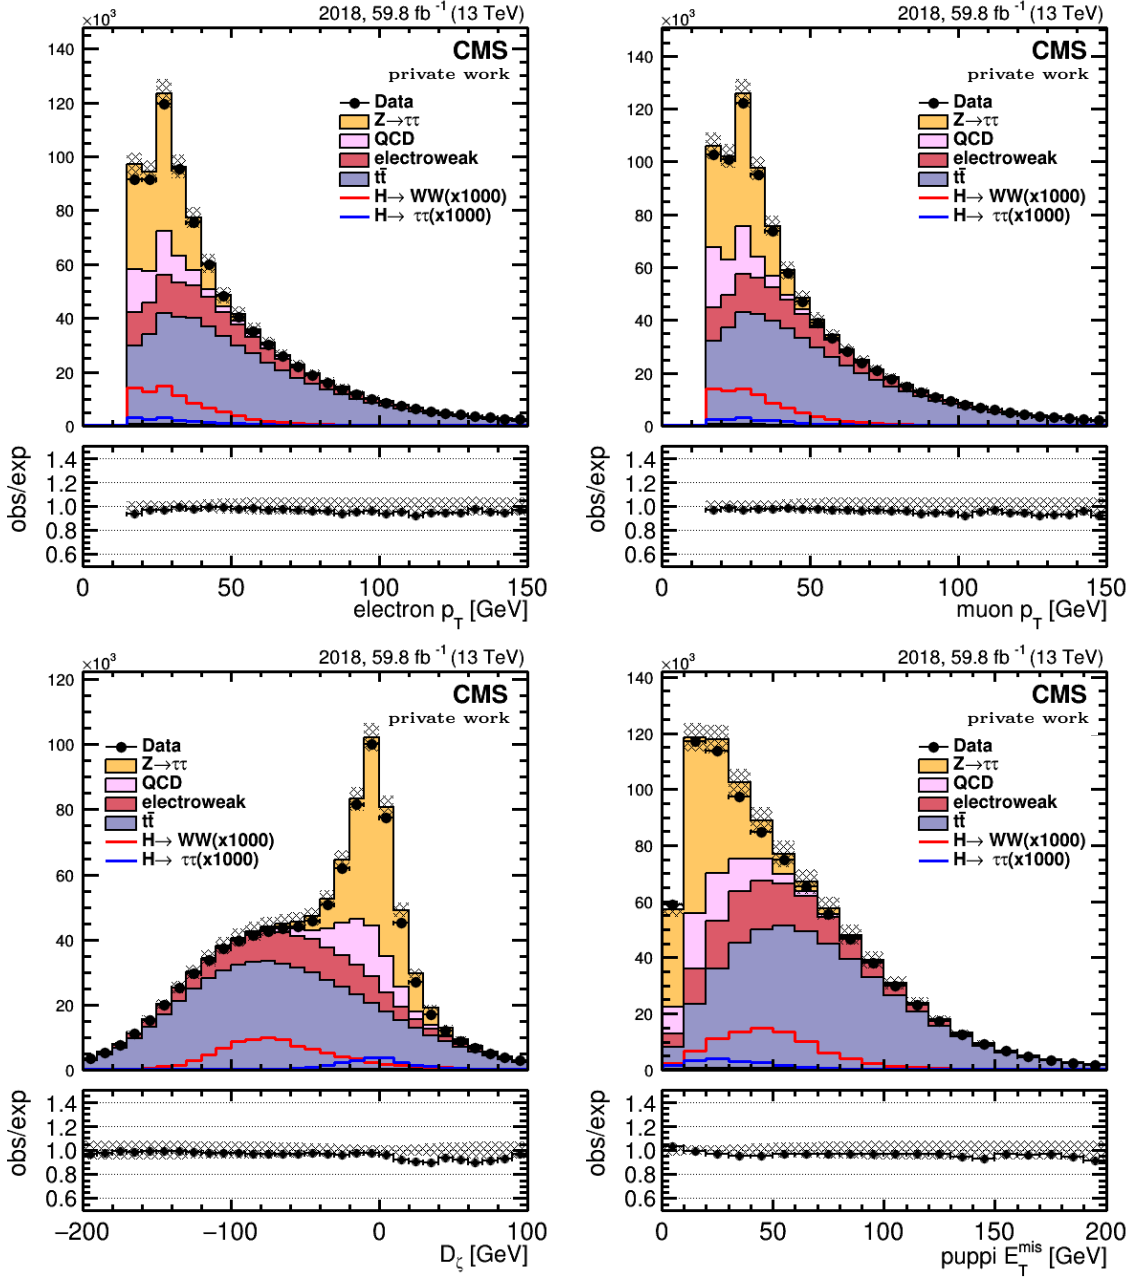 2018, 59.8 fb⁻¹ (13 TeV)
×10³
CMS
private work
Data
Z→ττ
QCD
electroweak
tt̄
H→ WW(x1000)
H→ ττ(x1000)
140
120
100
80
60
40
20
0
obs/exp
1.4
1.2
1.0
0.8
0.6
0 50 100 150
electron p_T [GeV]
2018, 59.8 fb⁻¹ (13 TeV)
×10³
CMS
private work
Data
Z→ττ
QCD
electroweak
tt̄
H→ WW(x1000)
H→ ττ(x1000)
140
120
100
80
60
40
20
0
obs/exp
1.4
1.2
1.0
0.8
0.6
0 50 100 150
muon p_T [GeV]
2018, 59.8 fb⁻¹ (13 TeV)
×10³
CMS
private work
Data
Z→ττ
QCD
electroweak
tt̄
H→ WW(x1000)
H→ ττ(x1000)
120
100
80
60
40
20
0
obs/exp
1.4
1.2
1.0
0.8
0.6
−200 −100 0 100
D_ζ [GeV]
2018, 59.8 fb⁻¹ (13 TeV)
×10³
CMS
private work
Data
Z→ττ
QCD
electroweak
tt̄
H→ WW(x1000)
H→ ττ(x1000)
140
120
100
80
60
40
20
0
obs/exp
1.4
1.2
1.0
0.8
0.6
0 50 100 150 200
puppi E_T^mis [GeV]